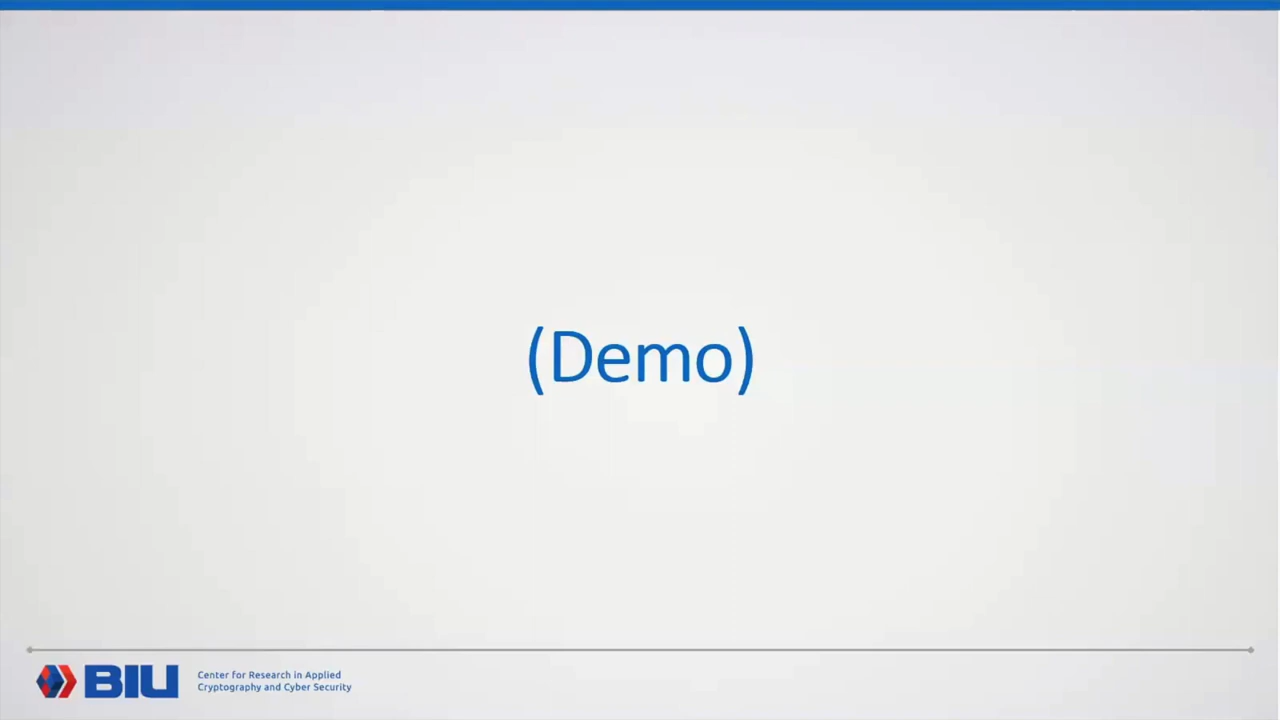 (Demo)
BIU
Center for Research in Applied
Cryptography and Cyber Security